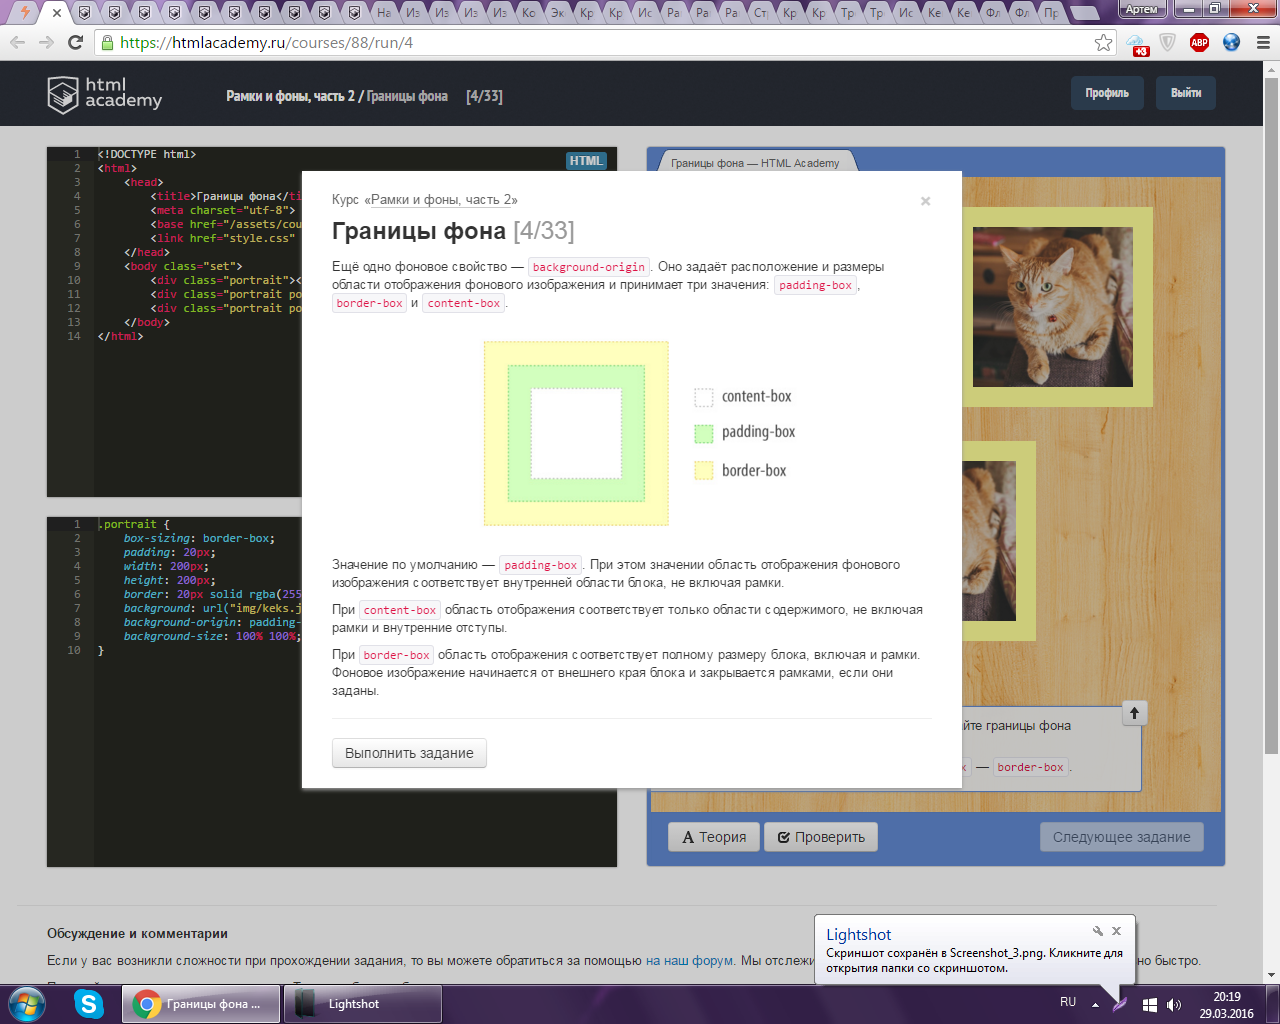 На
Из
Из
Из
Из
Ко
Эк
Кр
Кр
Ис
Ра
Ра
Ра
Ст
Кр
Кр
Тр
Тр
Ис
Ке
Ке
Фл
Фл
Пр
Артем
https://htmlacademy.ru/courses/88/run/4
+3
ABP
html
academy
Рамки и фоны, часть 2 / Границы фона [4/33]
Профиль
Выйти
HTML
1 <!DOCTYPE html>
2 <html>
3 <head>
4 <title>Границы фона</ti
5 <meta charset="utf-8">
6 <base href="/assets/cou
7 <link href="style.css"
8 </head>
9 <body class="set">
10 <div class="portrait"><
11 <div class="portrait po
12 <div class="portrait po
13 </body>
14 </html>
1 .portrait {
2 box-sizing: border-box;
3 padding: 20px;
4 width: 200px;
5 height: 200px;
6 border: 20px solid rgba(255
7 background: url("img/keks.j
8 background-origin: padding-
9 background-size: 100% 100%;
10 }
Границы фона — HTML Academy
Курс «Рамки и фоны, часть 2»
×
Границы фона [4/33]
Ещё одно фоновое свойство — background-origin. Оно задаёт расположение и размеры
области отображения фонового изображения и принимает три значения: padding-box,
border-box и content-box.
content-box
padding-box
border-box
Значение по умолчанию — padding-box. При этом значении область отображения фонового
изображения соответствует внутренней области блока, не включая рамки.
При content-box область отображения соответствует только области содержимого, не включая
рамки и внутренние отступы.
При border-box область отображения соответствует полному размеру блока, включая и рамки.
Фоновое изображение начинается от внешнего края блока и закрывается рамками, если они
заданы.
Выполнить задание
йте границы фона
x — border-box.
Теория
Проверить
Следующее задание
Обсуждение и комментарии
Если у вас возникли сложности при прохождении задания, то вы можете обратиться за помощью на наш форум. Мы отслежи
но быстро.
Lightshot
Скриншот сохранён в Screenshot_3.png. Кликните для
открытия папки со скриншотом.
Границы фона ...
Lightshot
RU
20:19
29.03.2016